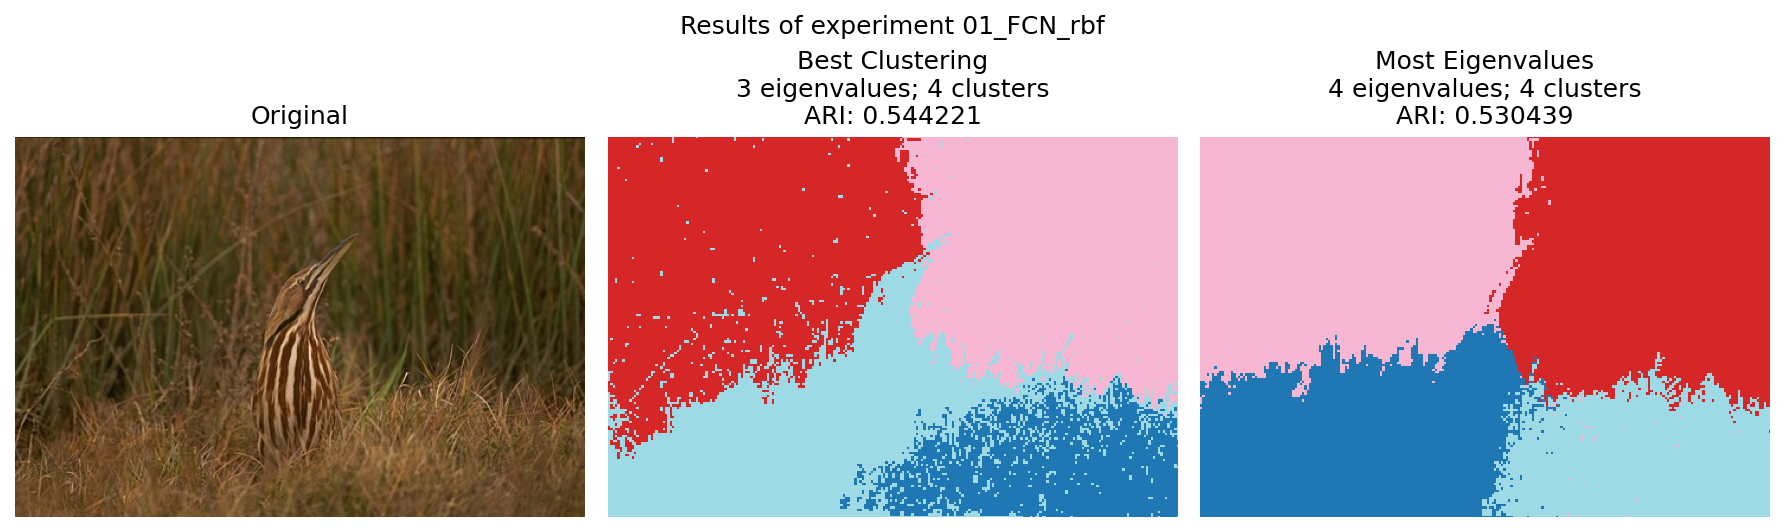 Results of experiment 01_FCN_rbf
Original
Best Clustering
3 eigenvalues; 4 clusters
ARI: 0.544221
Most Eigenvalues
4 eigenvalues; 4 clusters
ARI: 0.530439